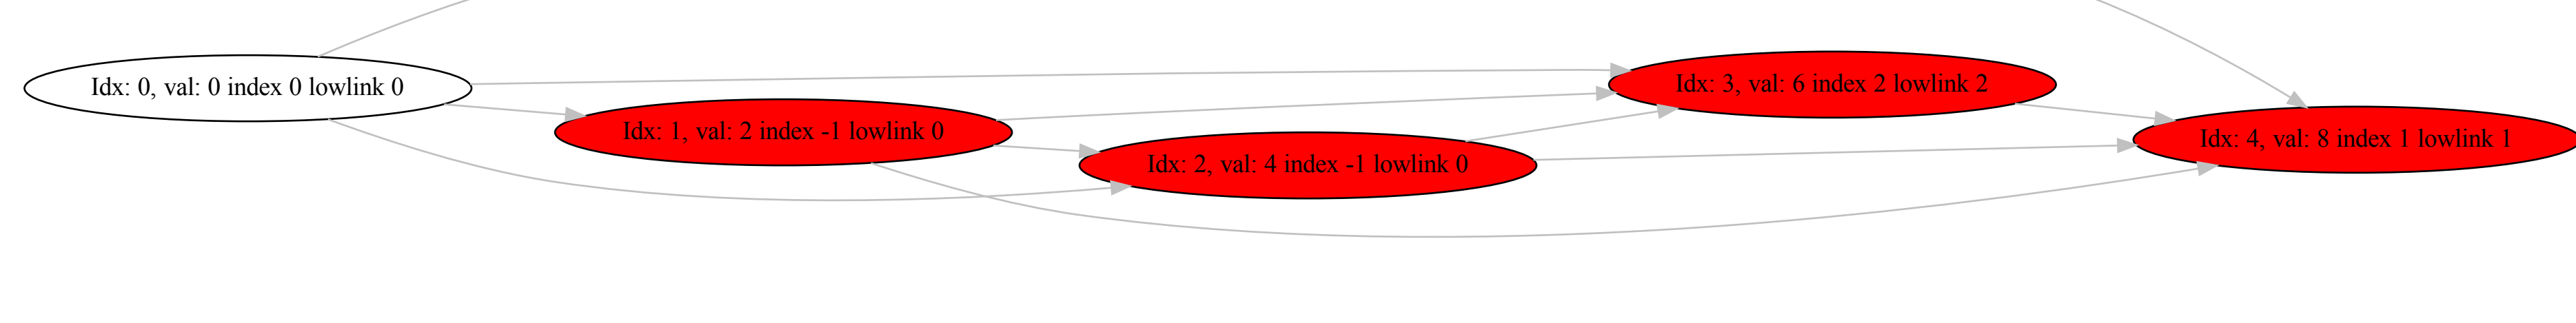 Idx: 0, val: 0 index 0 lowlink 0
Idx: 1, val: 2 index -1 lowlink 0
Idx: 2, val: 4 index -1 lowlink 0
Idx: 3, val: 6 index 2 lowlink 2
Idx: 4, val: 8 index 1 lowlink 1